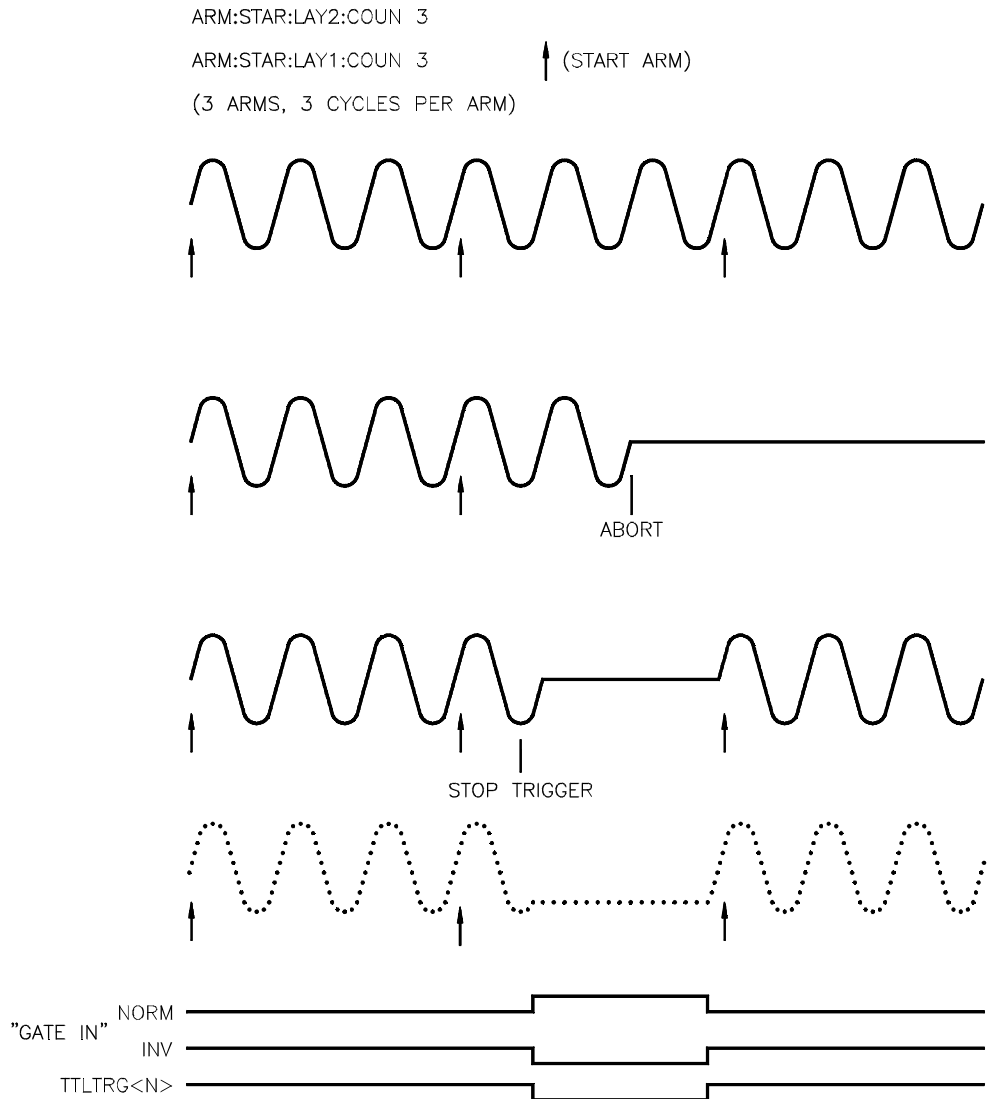 ARM:STAR:LAY2:COUN 3
ARM:STAR:LAY1:COUN 3
(START ARM)
(3 ARMS, 3 CYCLES PER ARM)
ABORT
STOP TRIGGER
NORM
"GATE IN"
INV
TTLTRG<N>